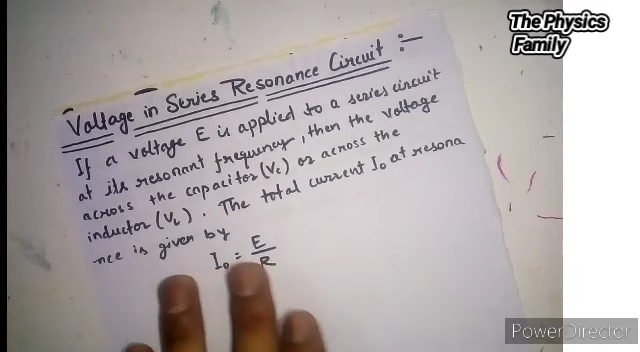 The Physics
Family
Voltage in Series Resonance Circuit :-
If a voltage E is applied to a series circuit
at its resonant frequency, then the voltage
across the capacitor (Vc) or across the
inductor (VL). The total current I₀ at resona
nce is given by
I₀ = E/R
PowerDirector